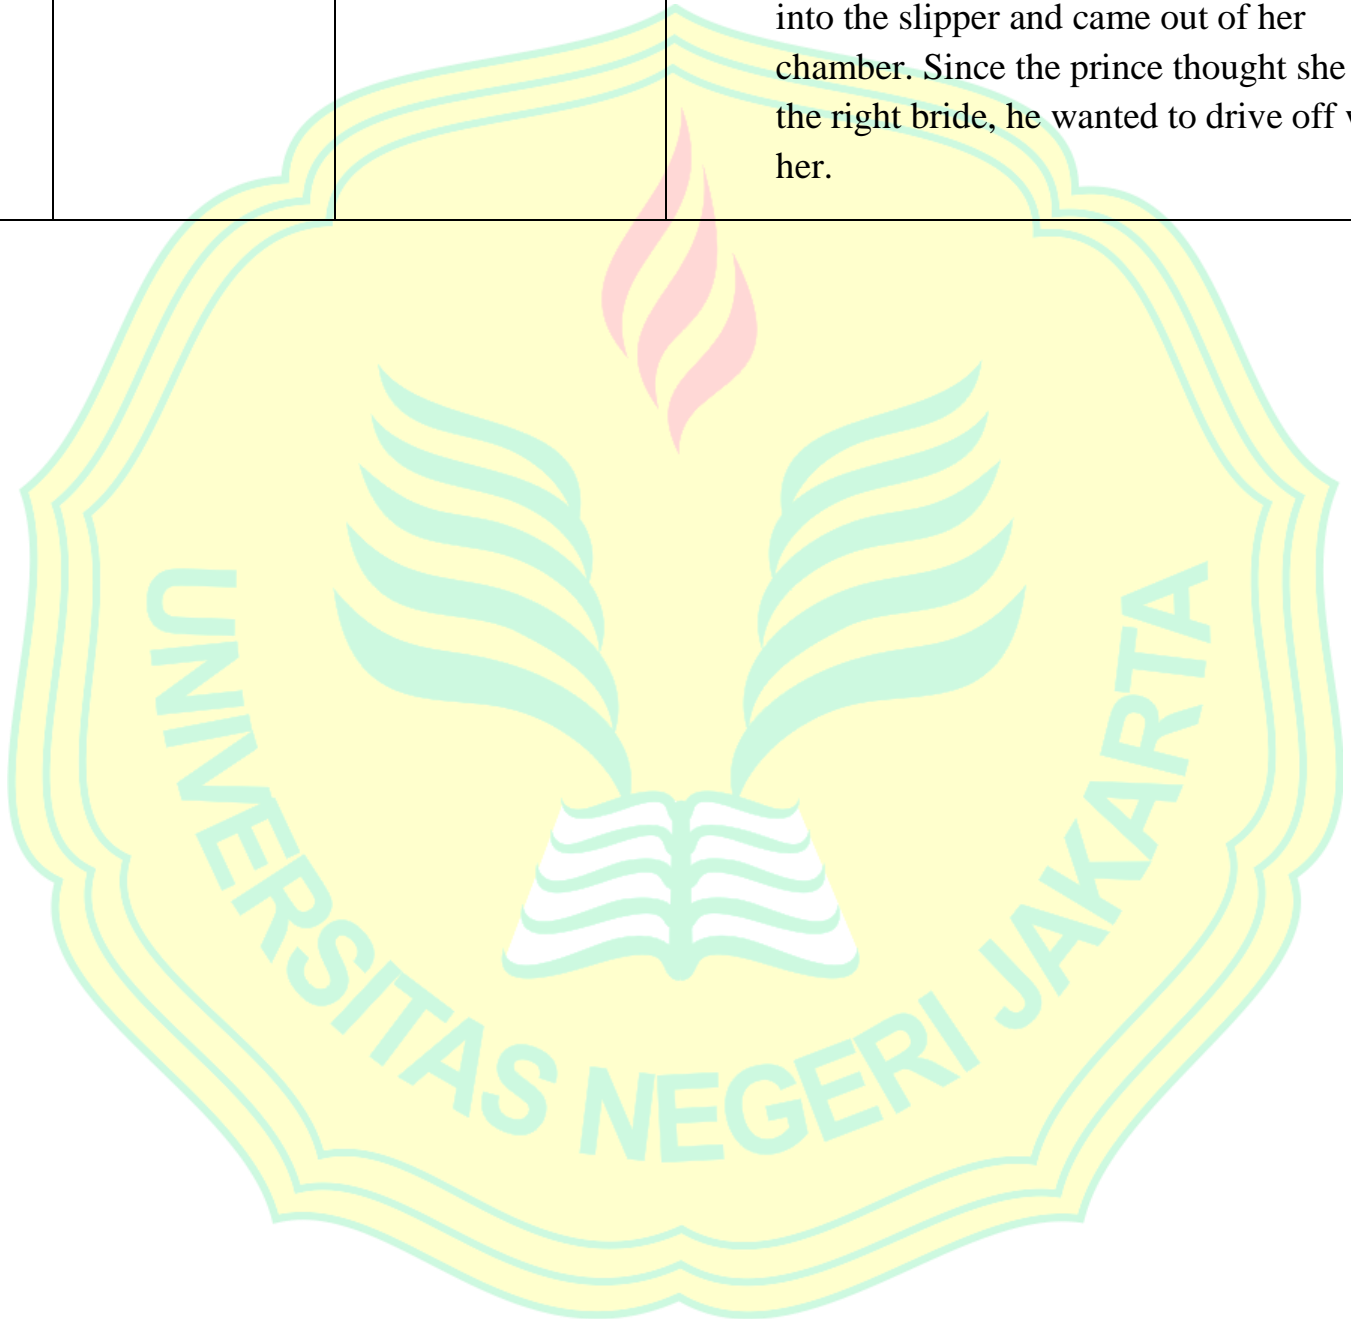 into the slipper and came out of her
chamber. Since the prince thought she
the right bride, he wanted to drive off
her.
UNIVERSITAS NEGERI JAKARTA